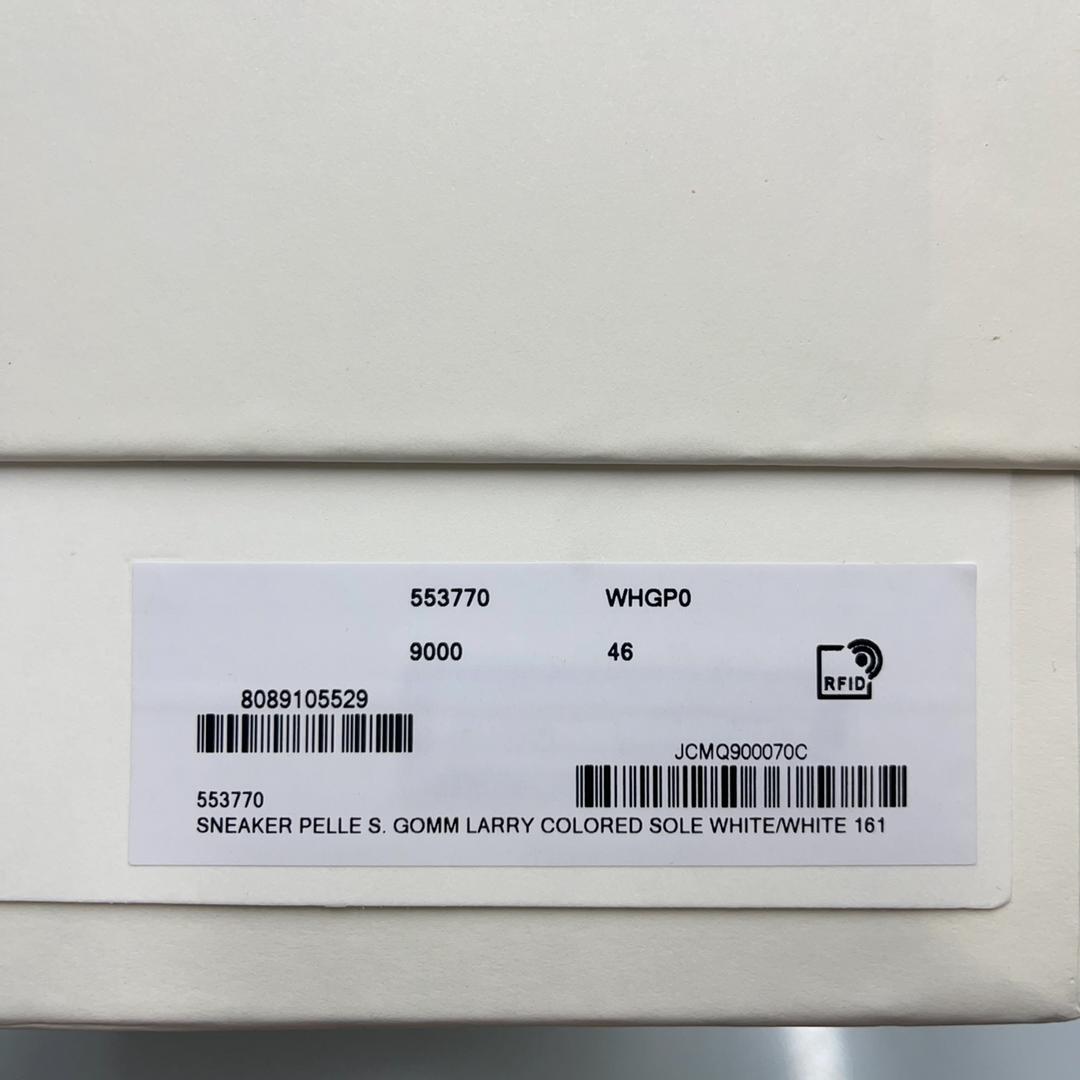 553770 WHGP0
9000 46
RFID
8089105529
JCMQ900070C
553770
SNEAKER PELLE S. GOMM LARRY COLORED SOLE WHITE/WHITE 161